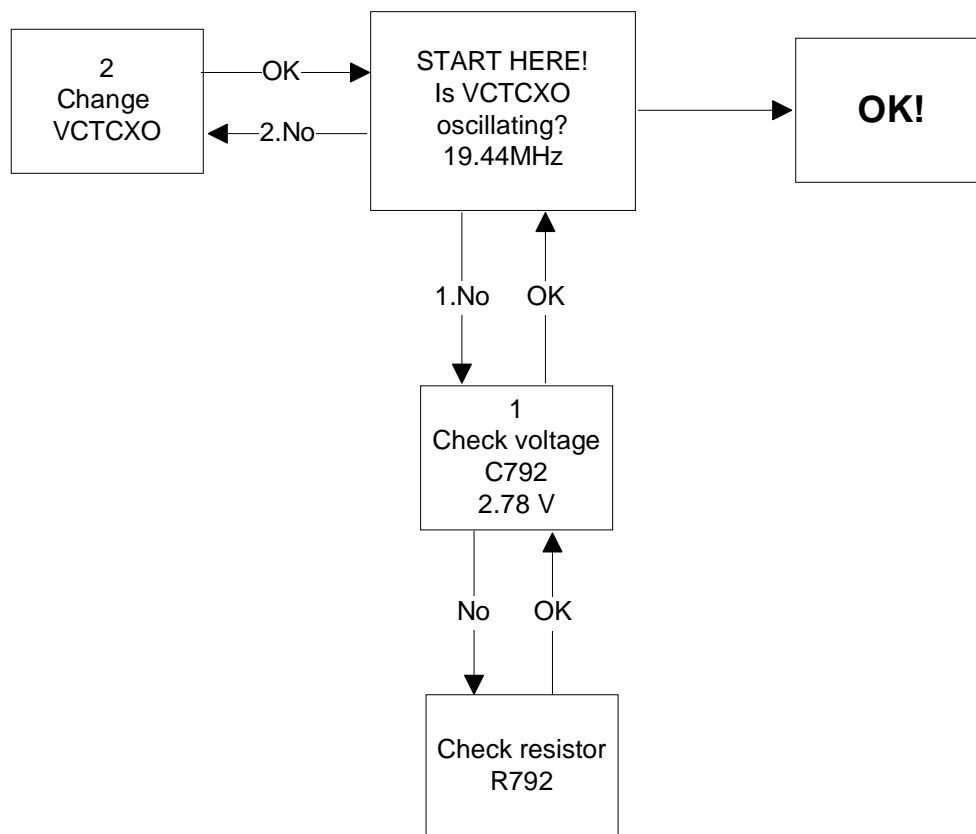 2
Change
VCTCXO
OK
2.No
START HERE!
Is VCTCXO
oscillating?
19.44MHz
OK!
1.No
OK
1
Check voltage
C792
2.78 V
No
OK
Check resistor
R792